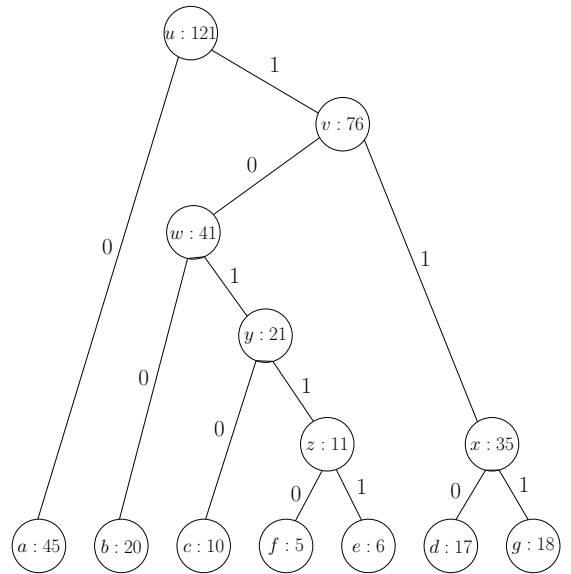 u : 121
1
v : 76
0
w : 41
0
1
1
y : 21
0
1
0
z : 11
x : 35
0
1
0
1
a : 45
b : 20
c : 10
f : 5
e : 6
d : 17
g : 18